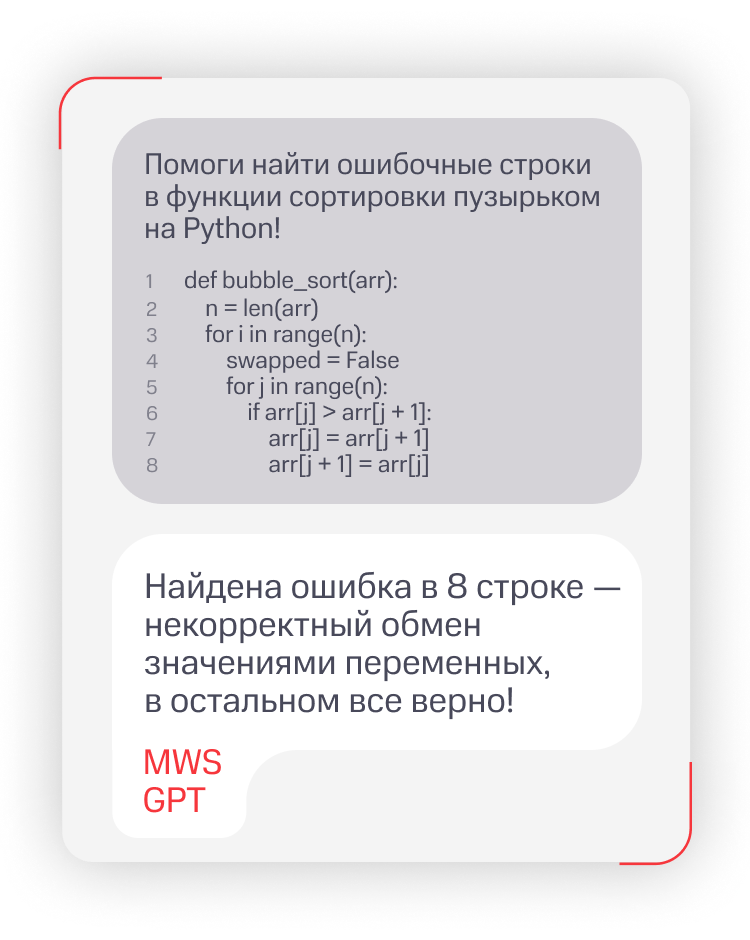 Помоги найти ошибочные строки
в функции сортировки пузырьком
на Python!
1 def bubble_sort(arr):
2 n = len(arr)
3 for i in range(n):
4 swapped = False
5 for j in range(n):
6 if arr[j] > arr[j + 1]:
7 arr[j] = arr[j + 1]
8 arr[j + 1] = arr[j]
Найдена ошибка в 8 строке —
некорректный обмен
значениями переменных,
в остальном все верно!
MWS
GPT